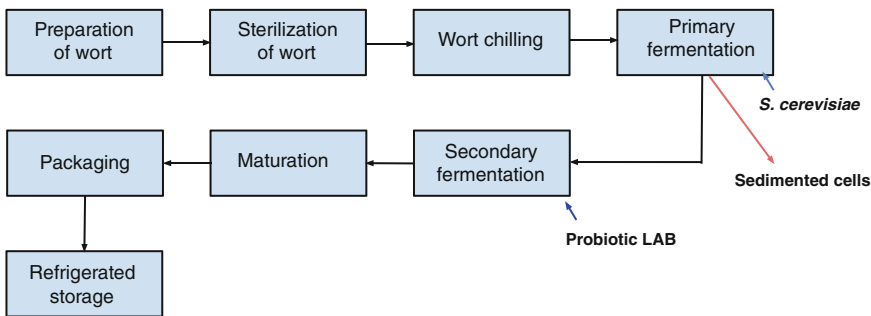 Preparation
of wort
Sterilization
of wort
Wort chilling
Primary
fermentation
S. cerevisiae
Sedimented cells
Secondary
fermentation
Probiotic LAB
Maturation
Packaging
Refrigerated
storage